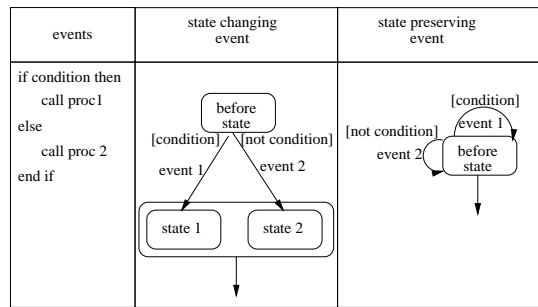 events
state changing
event
state preserving
event
if condition then
call proc1
else
call proc 2
end if
before
state
[condition]
[not condition]
event 1
event 2
state 1
state 2
[condition]
event 1
[not condition]
event 2
before
state